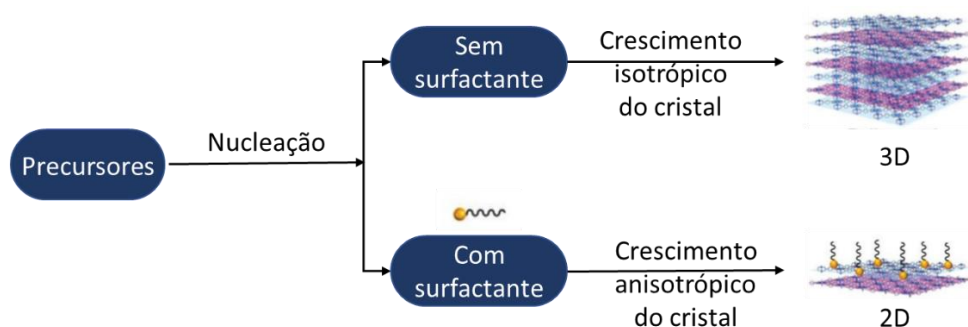 Precursores
Nucleação
Sem
surfactante
Crescimento
isotrópico
do cristal
3D
Com
surfactante
Crescimento
anisotrópico
do cristal
2D